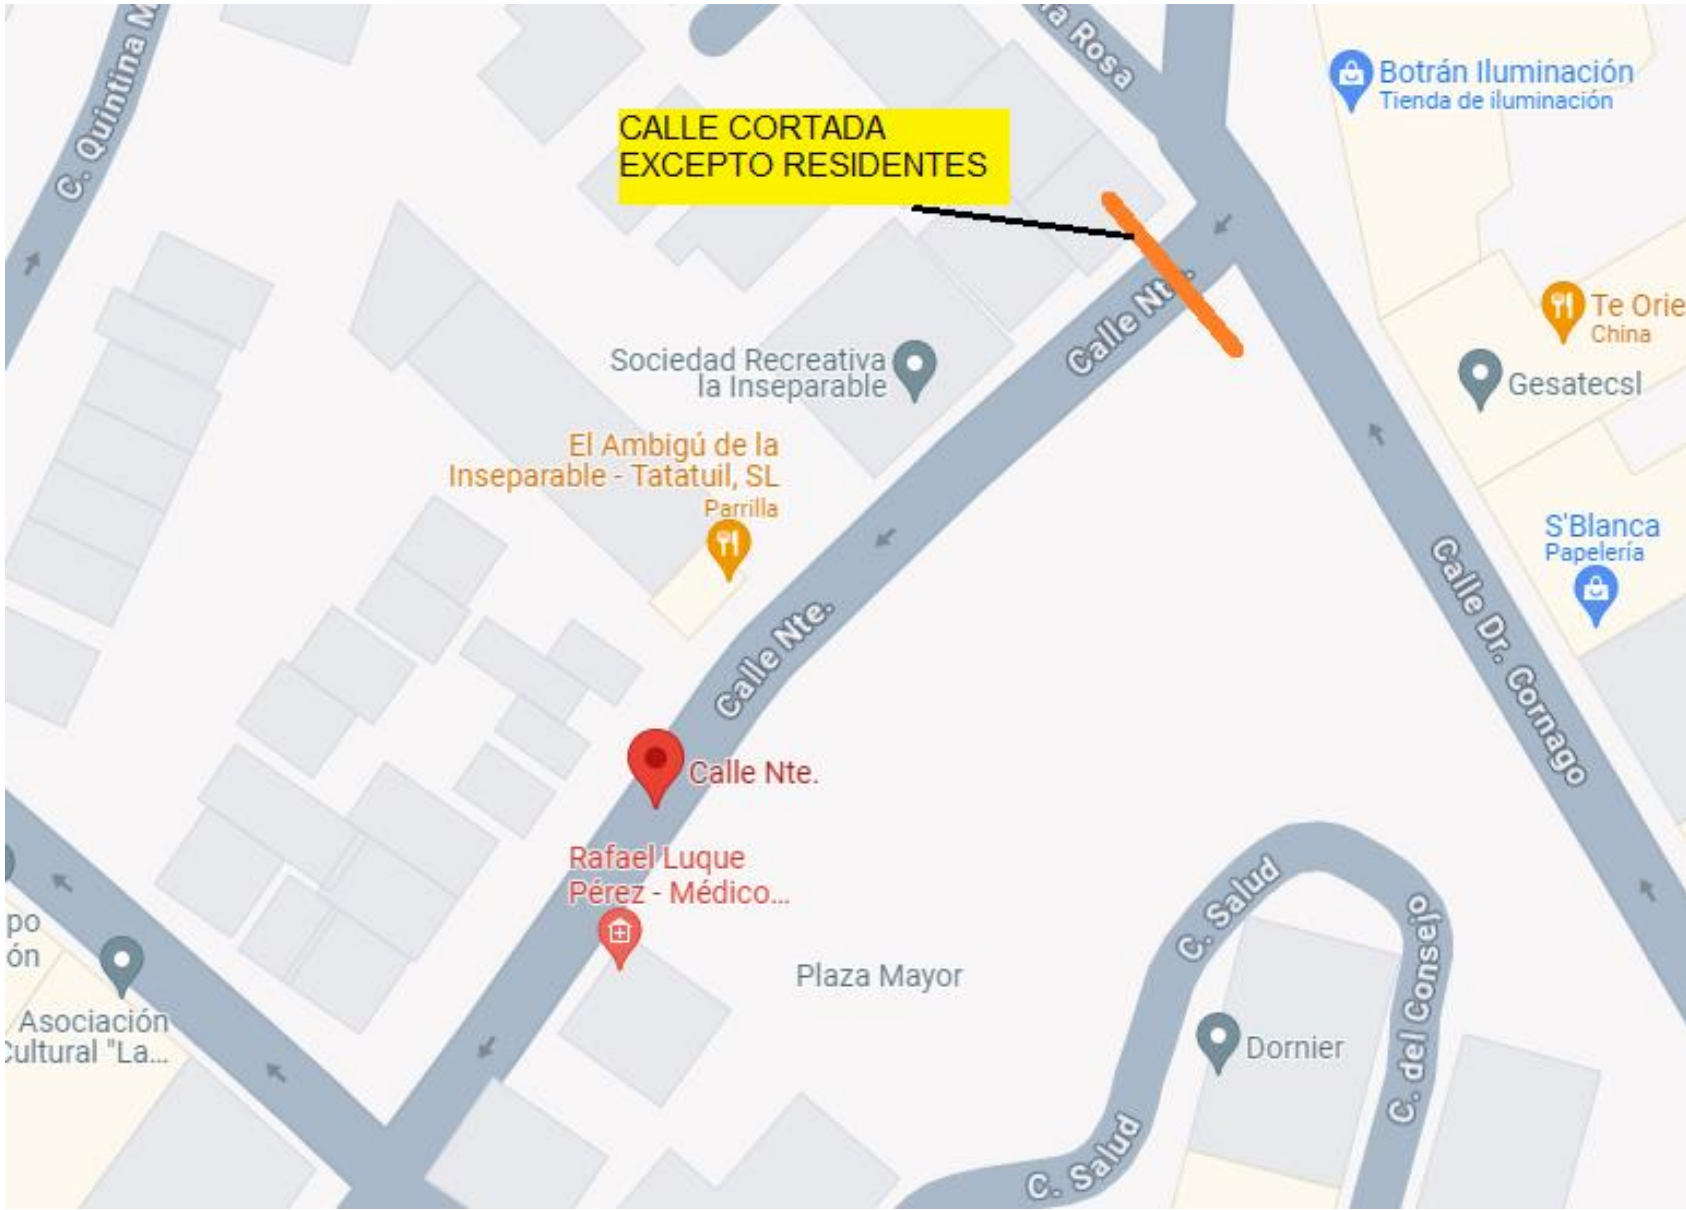 C. Quintina M
na Rosa
Botrán Iluminación
Tienda de iluminación
CALLE CORTADA
EXCEPTO RESIDENTES
Calle Nte.
Te Orie
China
Sociedad Recreativa
la Inseparable
Gesatecsl
El Ambigú de la
Inseparable - Tatatuil, SL
Parrilla
S'Blanca
Papelería
Calle Dr. Cornago
Calle Nte.
Calle Nte.
Rafael Luque
Pérez - Médico...
C. Salud
C. del Consejo
po
ón
Plaza Mayor
Asociación
Cultural "La...
Dornier
C. Salud